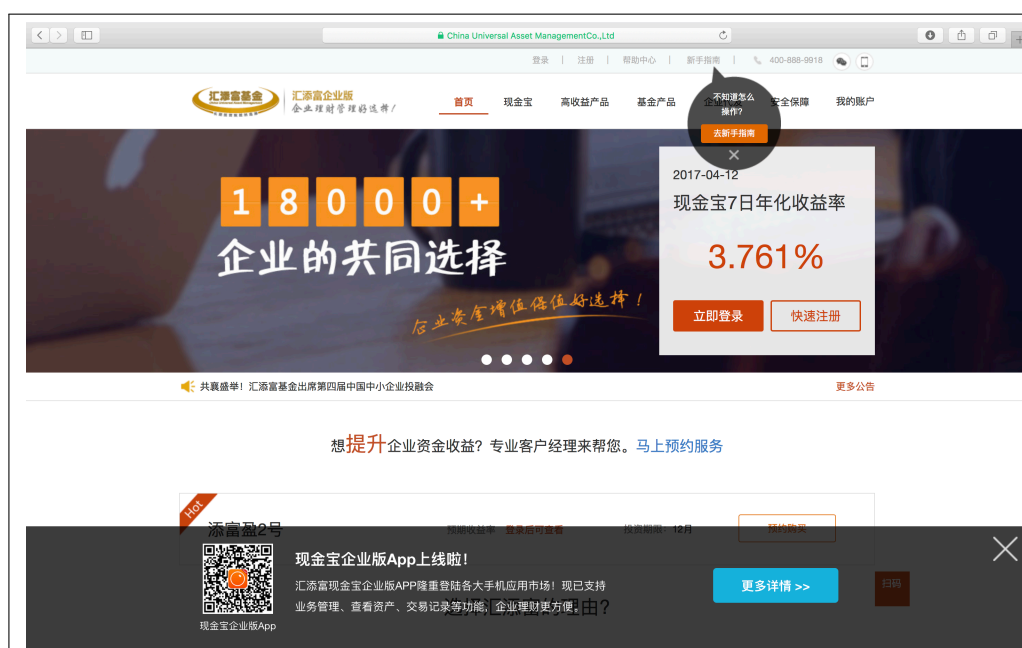 China Universal Asset ManagementCo.,Ltd
登录 | 注册 | 帮助中心 | 新手指南 | 400-888-9918
汇添富基金
汇添富企业版
企业理财管理好选择!
首页 现金宝 高收益产品 基金产品 企业代发 安全保障 我的账户
不知道怎么
操作?
去新手指南
18000+
企业的共同选择
企业资金增值保值好选择!
2017-04-12
现金宝7日年化收益率
3.761%
立即登录 快速注册
共襄盛举!汇添富基金出席第四届中国中小企业投融会
更多公告
想提升企业资金收益?专业客户经理来帮您。马上预约服务
Hot
添富盈2号 预期收益率 登录后可查看 投资期限:12月 预约购买
选择汇添富的理由?
现金宝企业版App上线啦!
汇添富现金宝企业版APP隆重登陆各大手机应用市场!现已支持
业务管理、查看资产、交易记录等功能,企业理财更方便。
更多详情 >>
扫码
现金宝企业版App